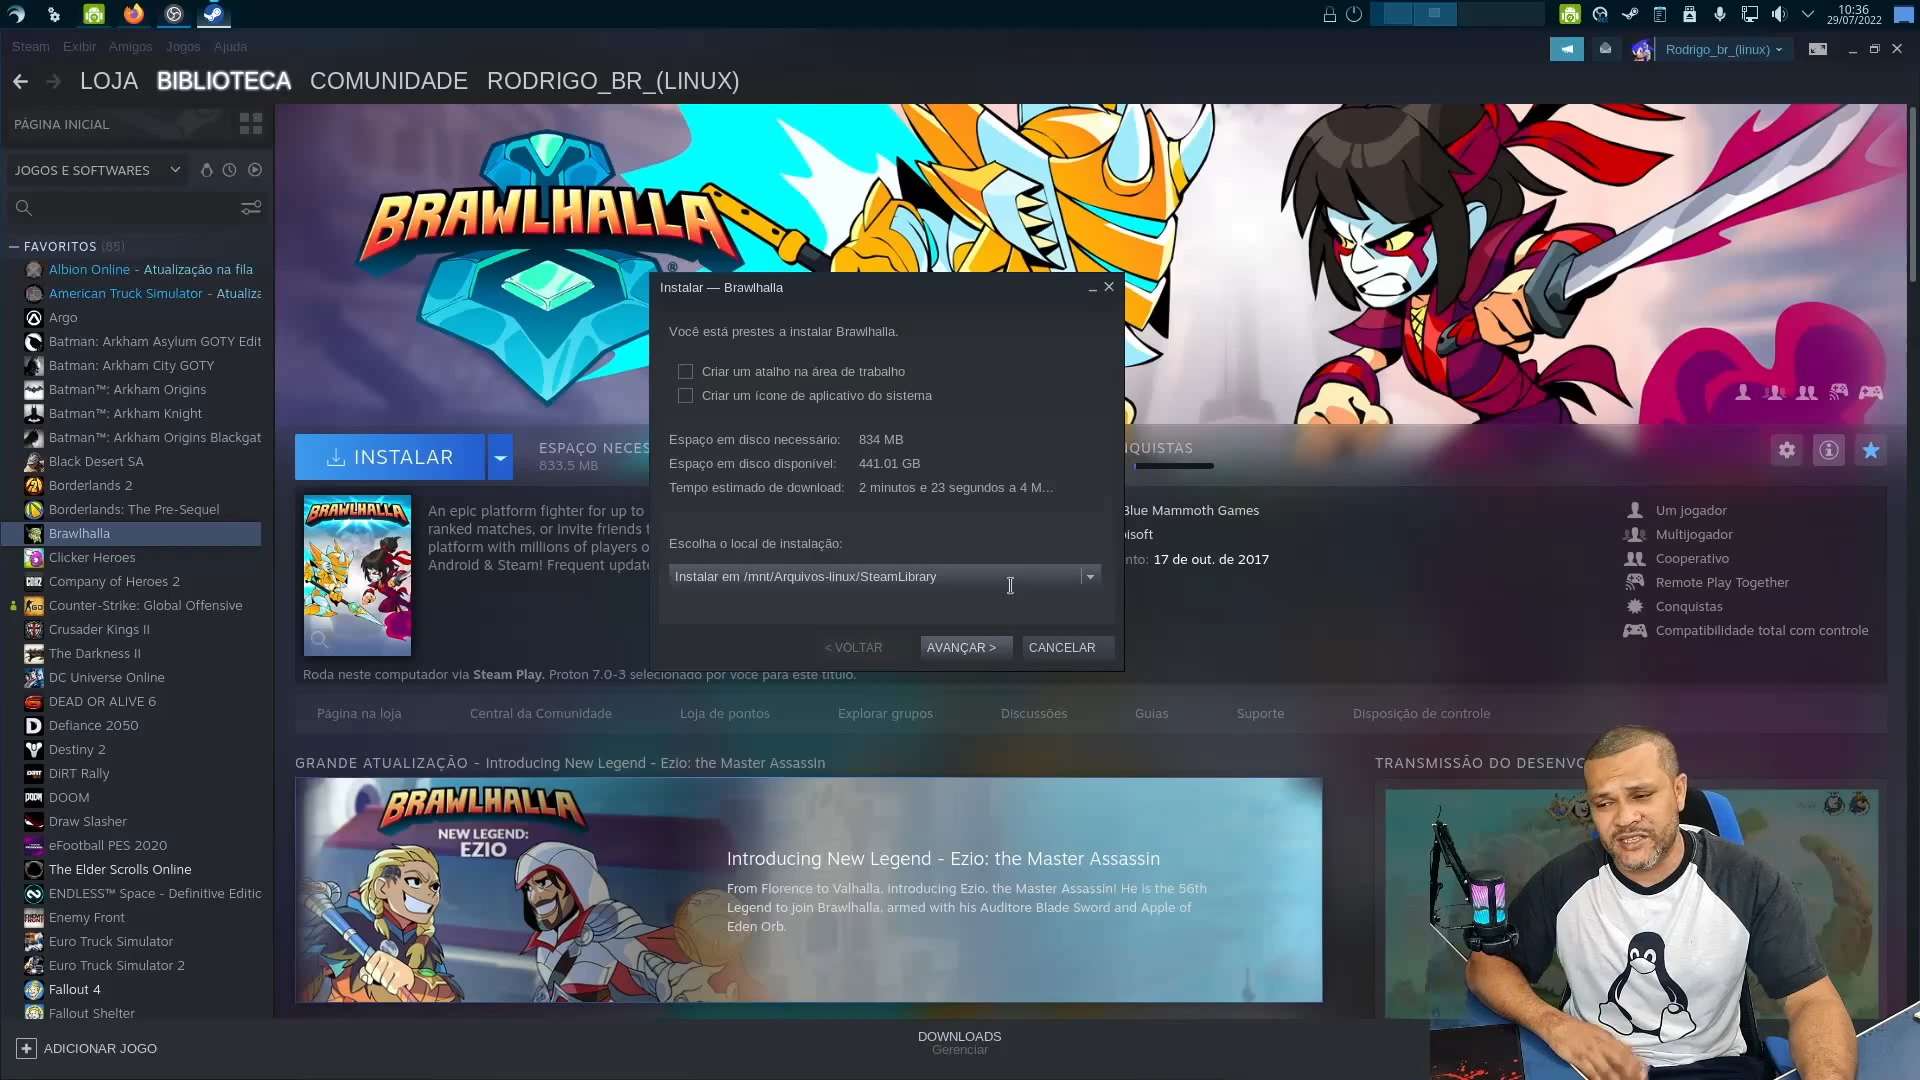 10:36
29/07/2022
Steam Exibir Amigos Jogos Ajuda
Rodrigo_br_(linux)
LOJA BIBLIOTECA COMUNIDADE RODRIGO_BR_(LINUX)
PÁGINA INICIAL
JOGOS E SOFTWARES
FAVORITOS (85)
Albion Online - Atualização na fila
American Truck Simulator - Atualiza
Argo
Batman: Arkham Asylum GOTY Edit
Batman: Arkham City GOTY
Batman™: Arkham Origins
Batman™: Arkham Knight
Batman™: Arkham Origins Blackgat
Black Desert SA
Borderlands 2
Borderlands: The Pre-Sequel
Brawlhalla
Clicker Heroes
Company of Heroes 2
Counter-Strike: Global Offensive
Crusader Kings II
The Darkness II
DC Universe Online
DEAD OR ALIVE 6
Defiance 2050
Destiny 2
DiRT Rally
DOOM
Draw Slasher
eFootball PES 2020
The Elder Scrolls Online
ENDLESS™ Space - Definitive Editic
Enemy Front
Euro Truck Simulator
Euro Truck Simulator 2
Fallout 4
Fallout Shelter
ADICIONAR JOGO
BRAWLHALLA
®
INSTALAR
ESPAÇO NECES
833,5 MB
NQUISTAS
Instalar — Brawlhalla
Você está prestes a instalar Brawlhalla.
Criar um atalho na área de trabalho
Criar um ícone de aplicativo do sistema
Espaço em disco necessário: 834 MB
Espaço em disco disponível: 441.01 GB
Tempo estimado de download: 2 minutos e 23 segundos a 4 M...
Escolha o local de instalação:
Instalar em /mnt/Arquivos-linux/SteamLibrary
< VOLTAR AVANÇAR > CANCELAR
BRAWLHALLA
An epic platform fighter for up to
ranked matches, or invite friends t
platform with millions of players o
Android & Steam! Frequent update
Blue Mammoth Games
bisoft
nto: 17 de out. de 2017
Um jogador
Multijogador
Cooperativo
Remote Play Together
Conquistas
Compatibilidade total com controle
Roda neste computador via Steam Play. Proton 7.0-3 selecionado por você para este título.
Página na loja Central da Comunidade Loja de pontos Explorar grupos Discussões Guias Suporte Disposição de controle
GRANDE ATUALIZAÇÃO - Introducing New Legend - Ezio: the Master Assassin
TRANSMISSÃO DO DESENVO
BRAWLHALLA
NEW LEGEND:
EZIO
Introducing New Legend - Ezio: the Master Assassin
From Florence to Valhalla, introducing Ezio, the Master Assassin! He is the 56th
Legend to join Brawlhalla, armed with his Auditore Blade Sword and Apple of
Eden Orb.
DOWNLOADS
Gerenciar